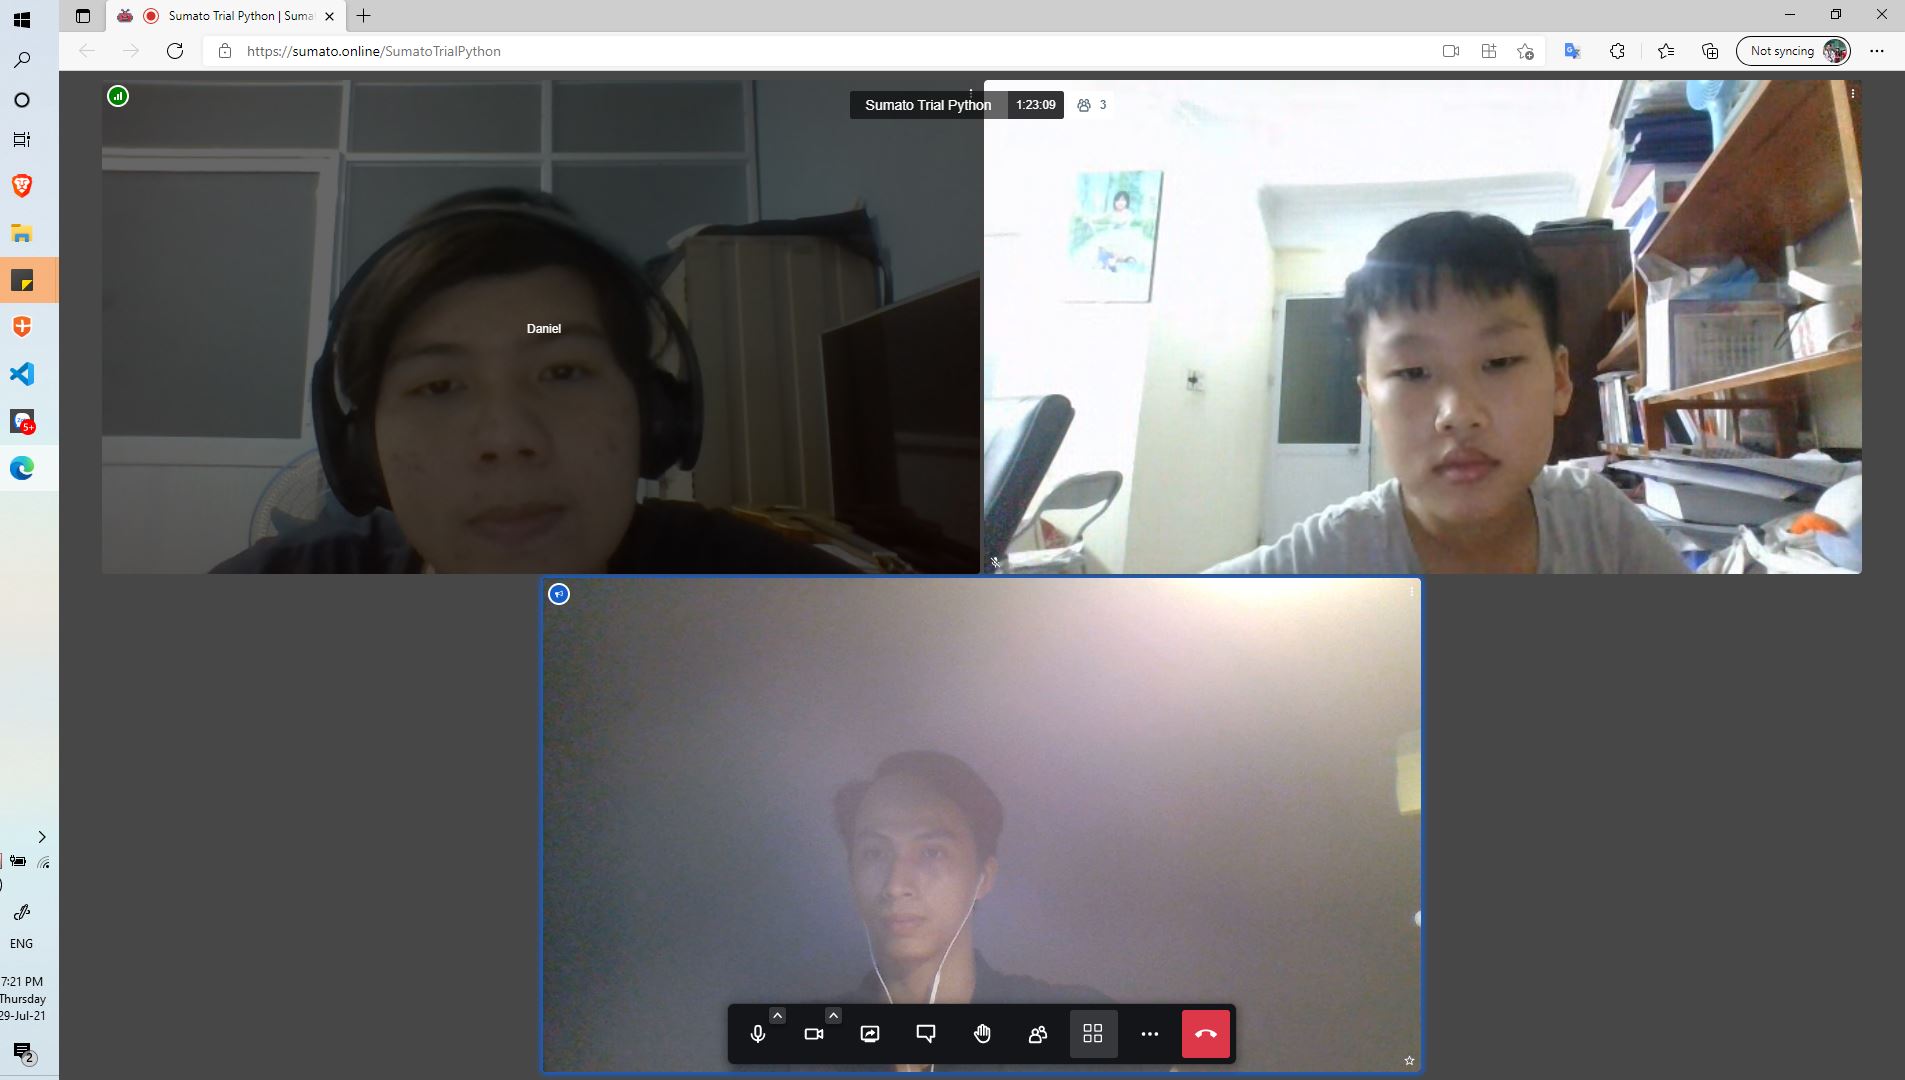 Sumato Trial Python | Suma
https://sumato.online/SumatoTrialPython
Not syncing
Sumato Trial Python
1:23:09
3
Daniel
5+
ENG
7:21 PM
Thursday
29-Jul-21
2